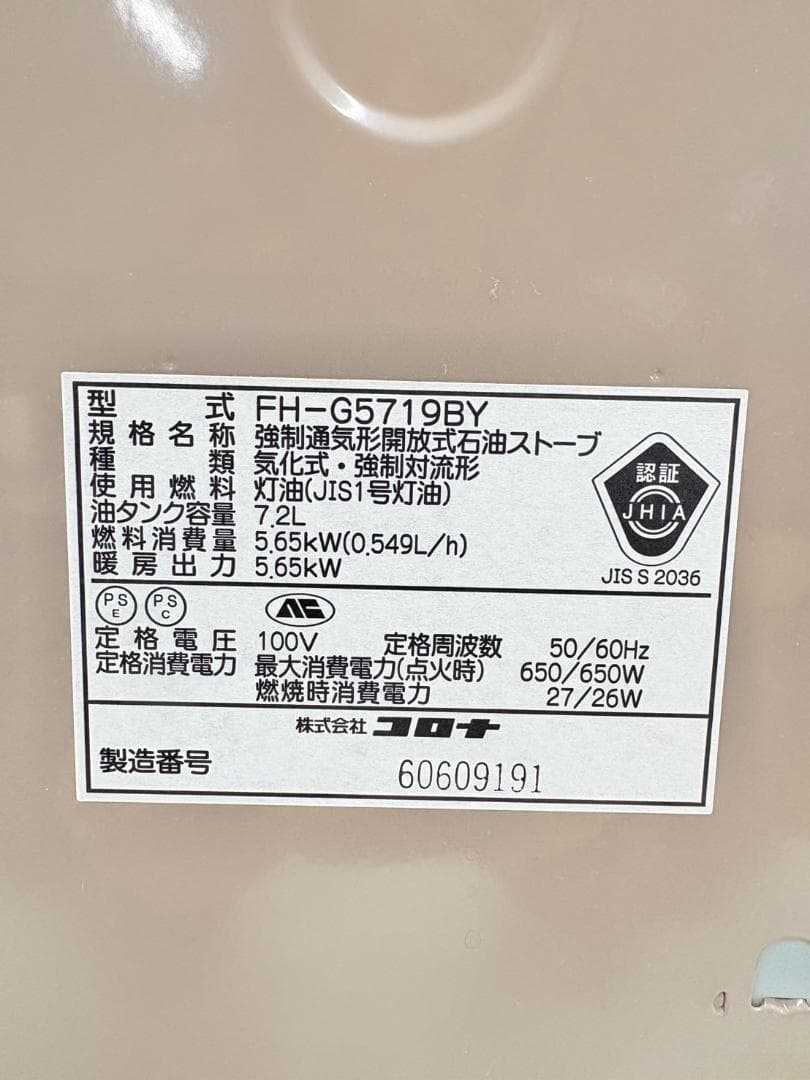 型式 FH-G5719BY
規格名称 強制通気形開放式石油ストーブ
種類 気化式・強制対流形
使用燃料 灯油(JIS1号灯油)
油タンク容量 7.2L
燃料消費量 5.65kW(0.549L/h)
暖房出力 5.65kW
認証
JHIA
JIS S 2036
PS E PS C
定格電圧 100V 定格周波数 50/60Hz
定格消費電力 最大消費電力(点火時) 650/650W
燃焼時消費電力 27/26W
株式会社 コロナ
製造番号 60609191